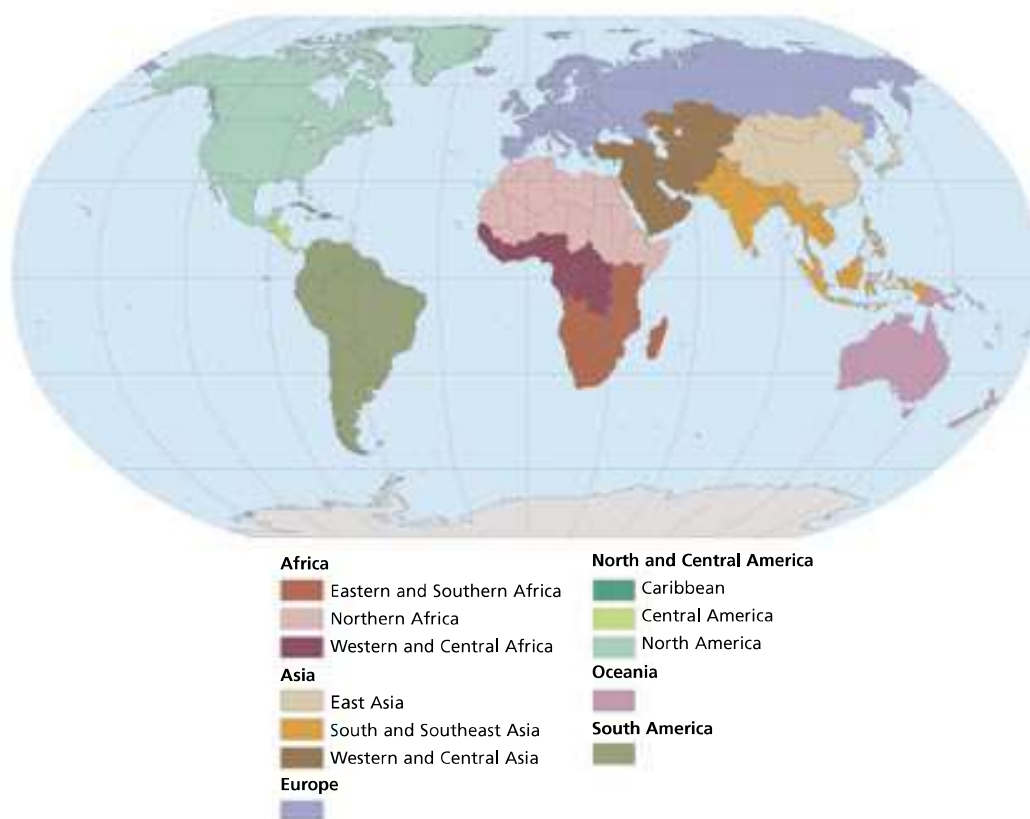 Africa
Eastern and Southern Africa
Northern Africa
Western and Central Africa
Asia
East Asia
South and Southeast Asia
Western and Central Asia
Europe
North and Central America
Caribbean
Central America
North America
Oceania
South America